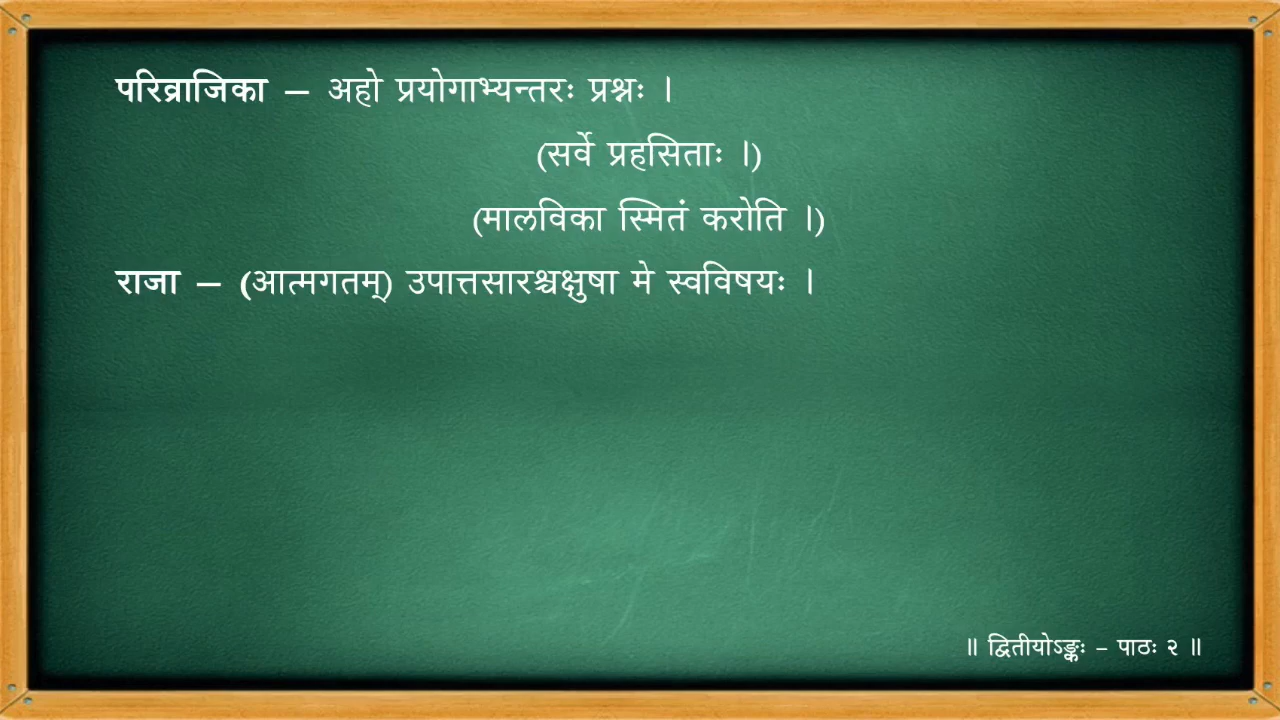 परिव्राजिका – अहो प्रयोगाभ्यन्तरः प्रश्नः ।
(सर्वे प्रहसिताः ।)
(मालविका स्मितं करोति ।)
राजा – (आत्मगतम्) उपात्तसारश्चक्षुषा मे स्वविषयः ।
॥ द्वितीयोऽङ्कः – पाठः २ ॥